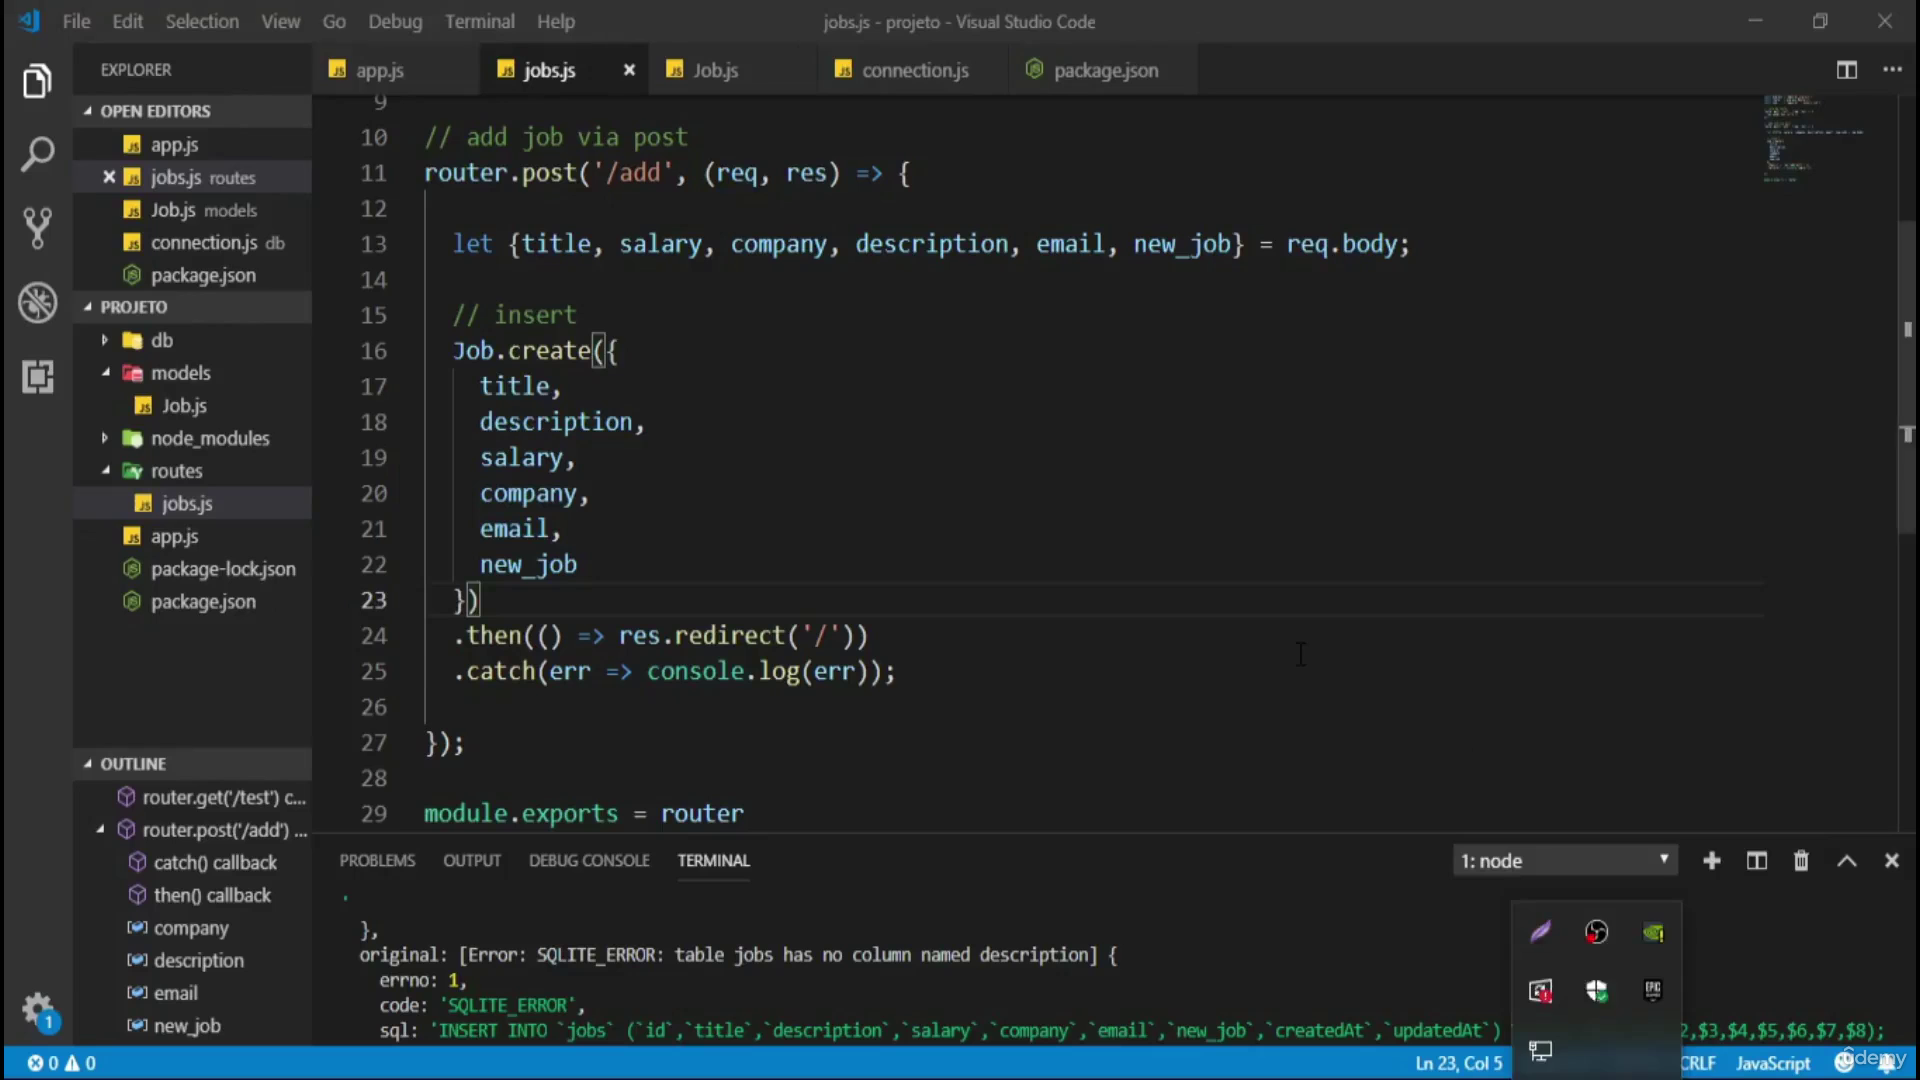 File Edit Selection View Go Debug Terminal Help
jobs.js - projeto - Visual Studio Code
EXPLORER
OPEN EDITORS
app.js
jobs.js routes
Job.js models
connection.js db
package.json
PROJETO
db
models
Job.js
node_modules
routes
jobs.js
app.js
package-lock.json
package.json
OUTLINE
router.get('/test') c...
router.post('/add') ...
catch() callback
then() callback
company
description
email
new_job
app.js jobs.js Job.js connection.js package.json
9
10 // add job via post
11 router.post('/add', (req, res) => {
12
13 let {title, salary, company, description, email, new_job} = req.body;
14
15 // insert
16 Job.create({
17 title,
18 description,
19 salary,
20 company,
21 email,
22 new_job
23 })
24 .then(() => res.redirect('/'))
25 .catch(err => console.log(err));
26
27 });
28
29 module.exports = router
PROBLEMS OUTPUT DEBUG CONSOLE TERMINAL
1: node
},
original: [Error: SQLITE_ERROR: table jobs has no column named description] {
errno: 1,
code: 'SQLITE_ERROR',
sql: 'INSERT INTO `jobs` (`id`,`title`,`description`,`salary`,`company`,`email`,`new_job`,`createdAt`,`updatedAt`) 2,$3,$4,$5,$6,$7,$8);
EPIC
1
0 0
Ln 23, Col 5 CRLF JavaScript
Udemy